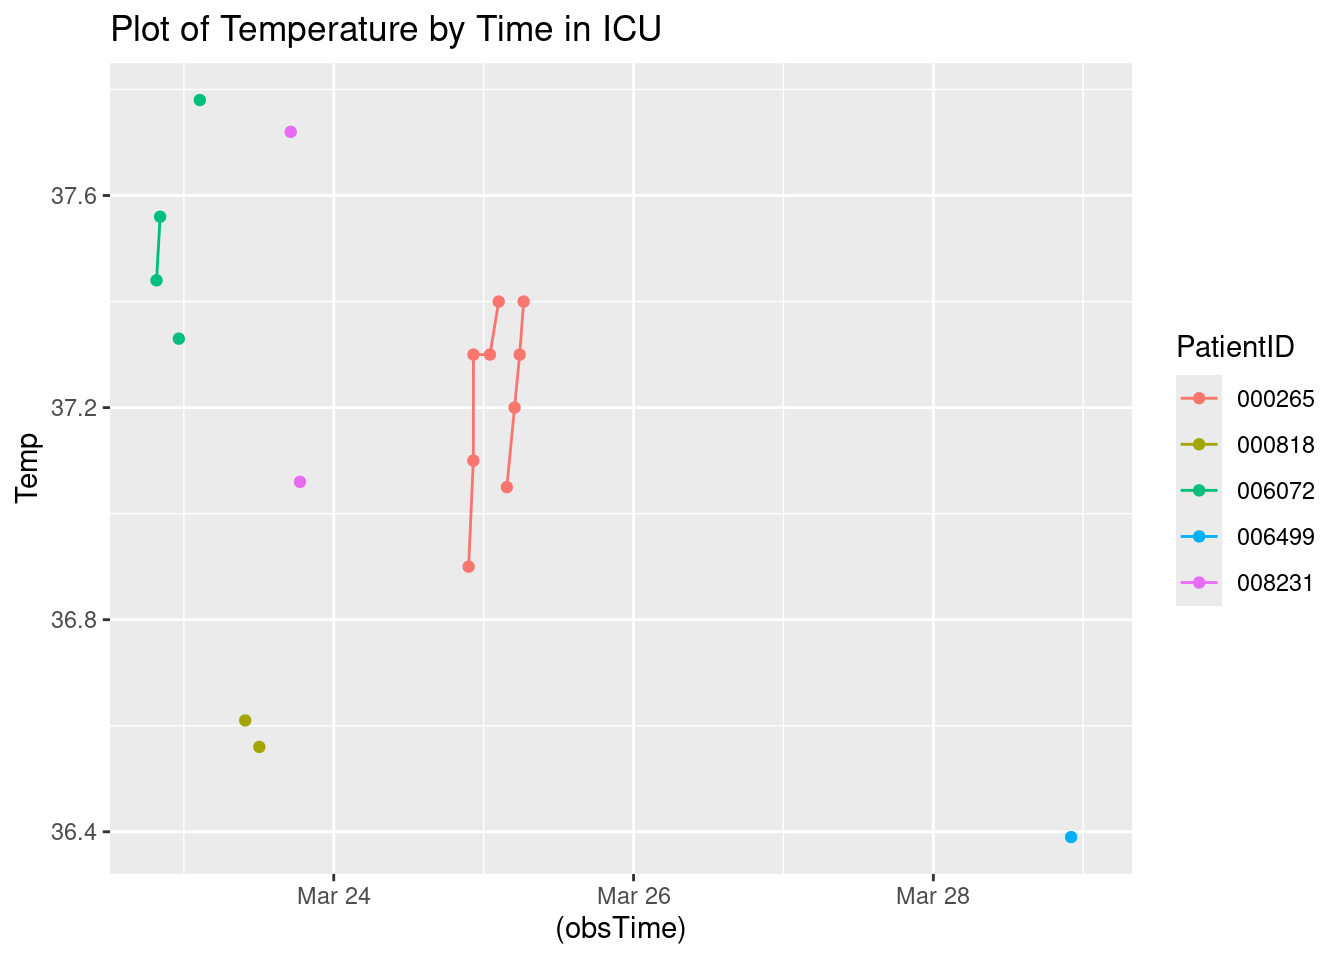 Plot of Temperature by Time in ICU
37.6
37.2
36.8
36.4
Temp
Mar 24
Mar 26
Mar 28
(obsTime)
PatientID
000265
000818
006072
006499
008231